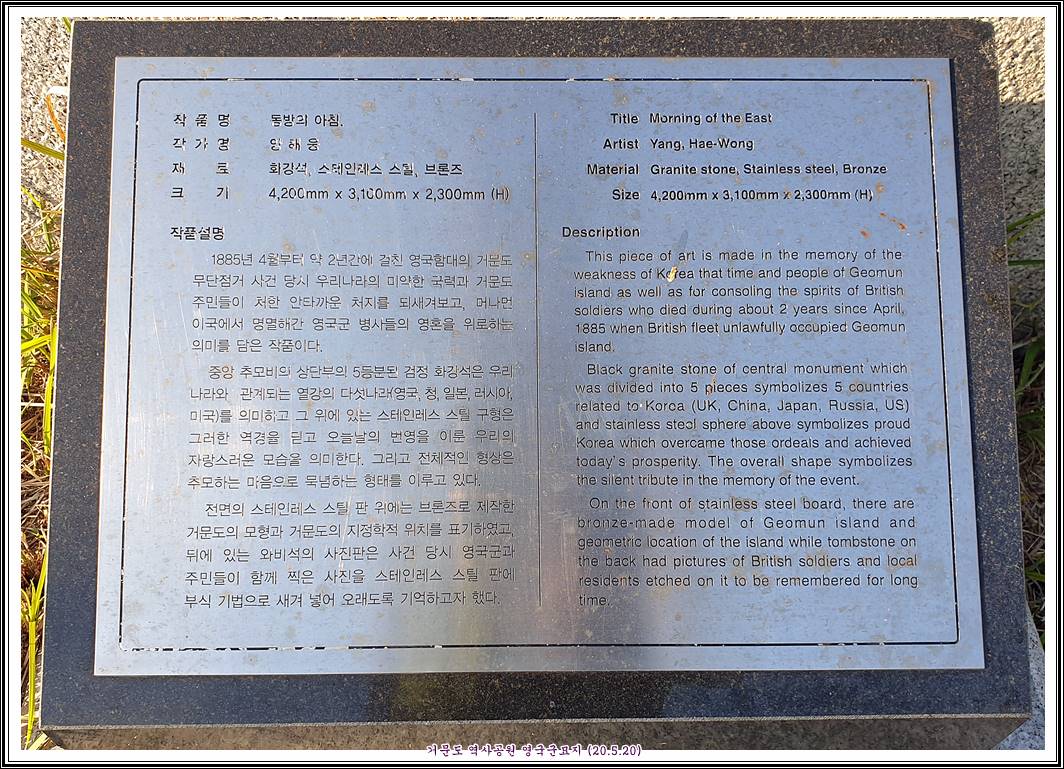 작 품 명 동방의 아침.
작 가 명 양 해 웅
재 료 화강석, 스테인레스 스틸, 브론즈
크 기 4,200mm x 3,100mm x 2,300mm (H)
작품설명
1885년 4월부터 약 2년간에 걸친 영국함대의 거문도
무단점거 사건 당시 우리나라의 미약한 국력과 거문도
주민들이 처한 안타까운 처지를 되새겨보고, 머나먼
이국에서 명멸해간 영국군 병사들의 영혼을 위로하는
의미를 담은 작품이다.
중앙 추모비의 상단부의 5등분된 검정 화강석은 우리
나라와 관계되는 열강의 다섯나라(영국, 청, 일본, 러시아,
미국)를 의미하고 그 위에 있는 스테인레스 스틸 구형은
그러한 역경을 딛고 오늘날의 번영을 이룬 우리의
자랑스러운 모습을 의미한다. 그리고 전체적인 형상은
추모하는 마음으로 묵념하는 형태를 이루고 있다.
전면의 스테인레스 스틸 판 위에는 브론즈로 제작한
거문도의 모형과 거문도의 지정학적 위치를 표기하였고,
뒤에 있는 와비석의 사진판은 사건 당시 영국군과
주민들이 함께 찍은 사진을 스테인레스 스틸 판에
부식 기법으로 새겨 넣어 오래도록 기억하고자 했다.
Title Morning of the East
Artist Yang, Hae-Wong
Material Granite stone, Stainless steel, Bronze
Size 4,200mm x 3,100mm x 2,300mm (H)
Description
This piece of art is made in the memory of the
weakness of Korea that time and people of Geomun
island as well as for consoling the spirits of British
soldiers who died during about 2 years since April,
1885 when British fleet unlawfully occupied Geomun
island.
Black granite stone of central monument which
was divided into 5 pieces symbolizes 5 countries
related to Korea (UK, China, Japan, Russia, US)
and stainless steel sphere above symbolizes proud
Korea which overcame those ordeals and achieved
today's prosperity. The overall shape symbolizes
the silent tribute in the memory of the event.
On the front of stainless steel board, there are
bronze-made model of Geomun island and
geometric location of the island while tombstone on
the back had pictures of British soldiers and local
residents etched on it to be remembered for long
time.
거문도 역사공원 영국군묘지 (20.5.20)